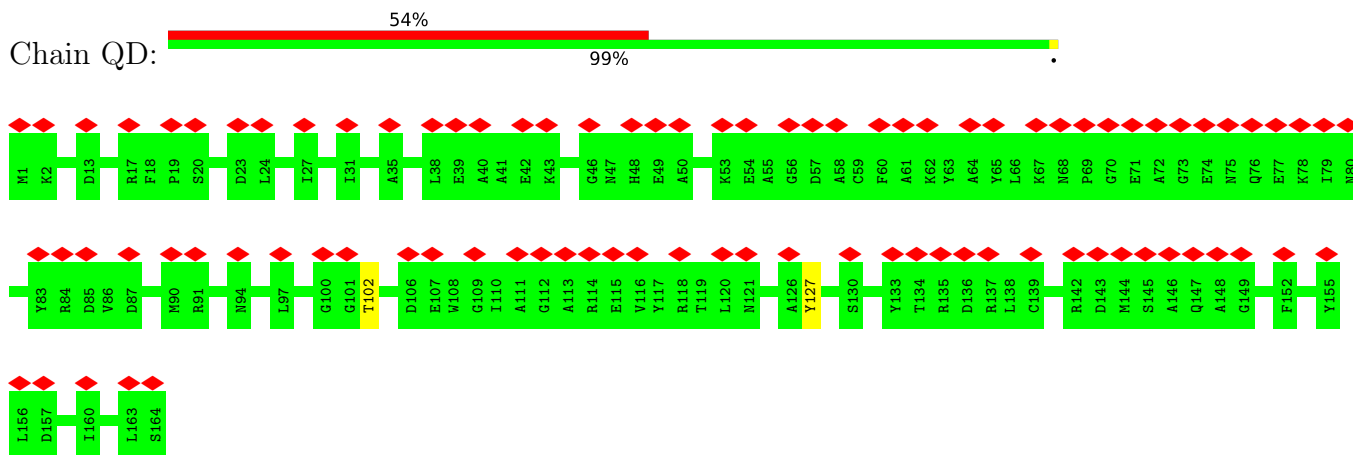 54%
Chain QD:
99%
.
M1 K2 D13 R17 F18 P19 S20 D23 L24 I27 I31 A35 L38 E39 A40 A41 E42 K43 G46 N47 H48 E49 A50 K53 E54 A55 G56 D57 A58 C59 F60 A61 K62 Y63 A64 Y65 L66 K67 N68 P69 G70 E71 A72 G73 E74 N75 Q76 E77 K78 I79 N80
Y83 R84 D85 V86 D87 M90 R91 N94 L97 G100 G101 T102 D106 E107 W108 G109 I110 A111 G112 A113 R114 E115 V116 Y117 R118 T119 L120 N121 A126 Y127 S130 Y133 T134 R135 D136 R137 L138 C139 R142 D143 M144 S145 A146 Q147 A148 G149 F152 Y155
L156 D157 I160 L163 S164